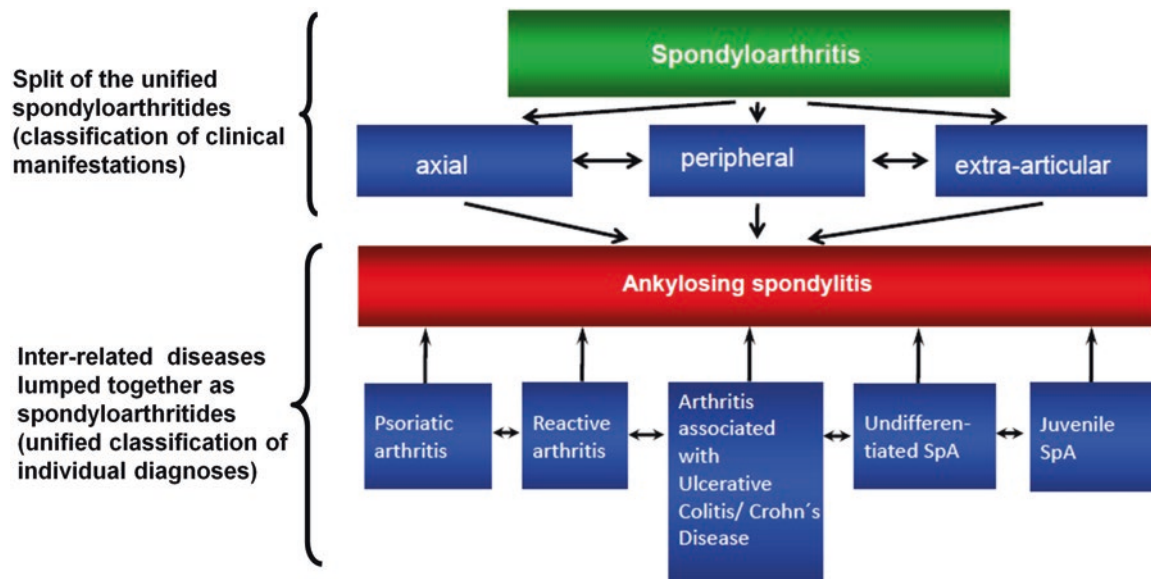 Spondyloarthritis
Split of the unified
spondyloarthritides
(classification of clinical
manifestations)
axial
peripheral
extra-articular
Ankylosing spondylitis
Inter-related diseases
lumped together as
spondyloarthritides
(unified classification of
individual diagnoses)
Psoriatic
arthritis
Reactive
arthritis
Arthritis
associated
with
Ulcerative
Colitis/ Crohn´s
Disease
Undifferen-
tiated SpA
Juvenile
SpA